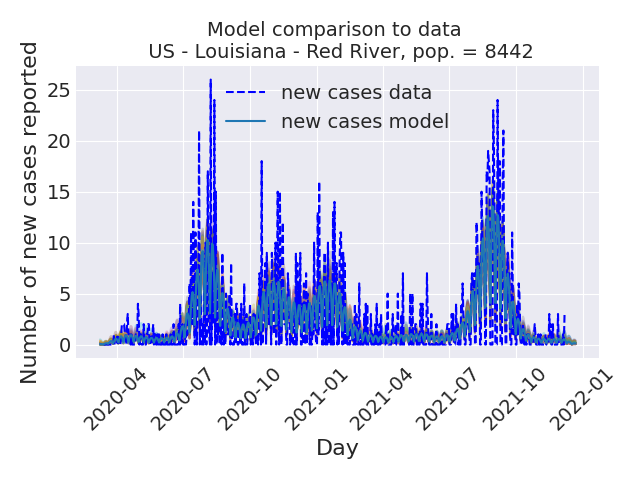 Model comparison to data
US - Louisiana - Red River, pop. = 8442
Number of new cases reported
25
20
15
10
5
0
new cases data
new cases model
2020-04
2020-07
2020-10
2021-01
2021-04
2021-07
2021-10
2022-01
Day